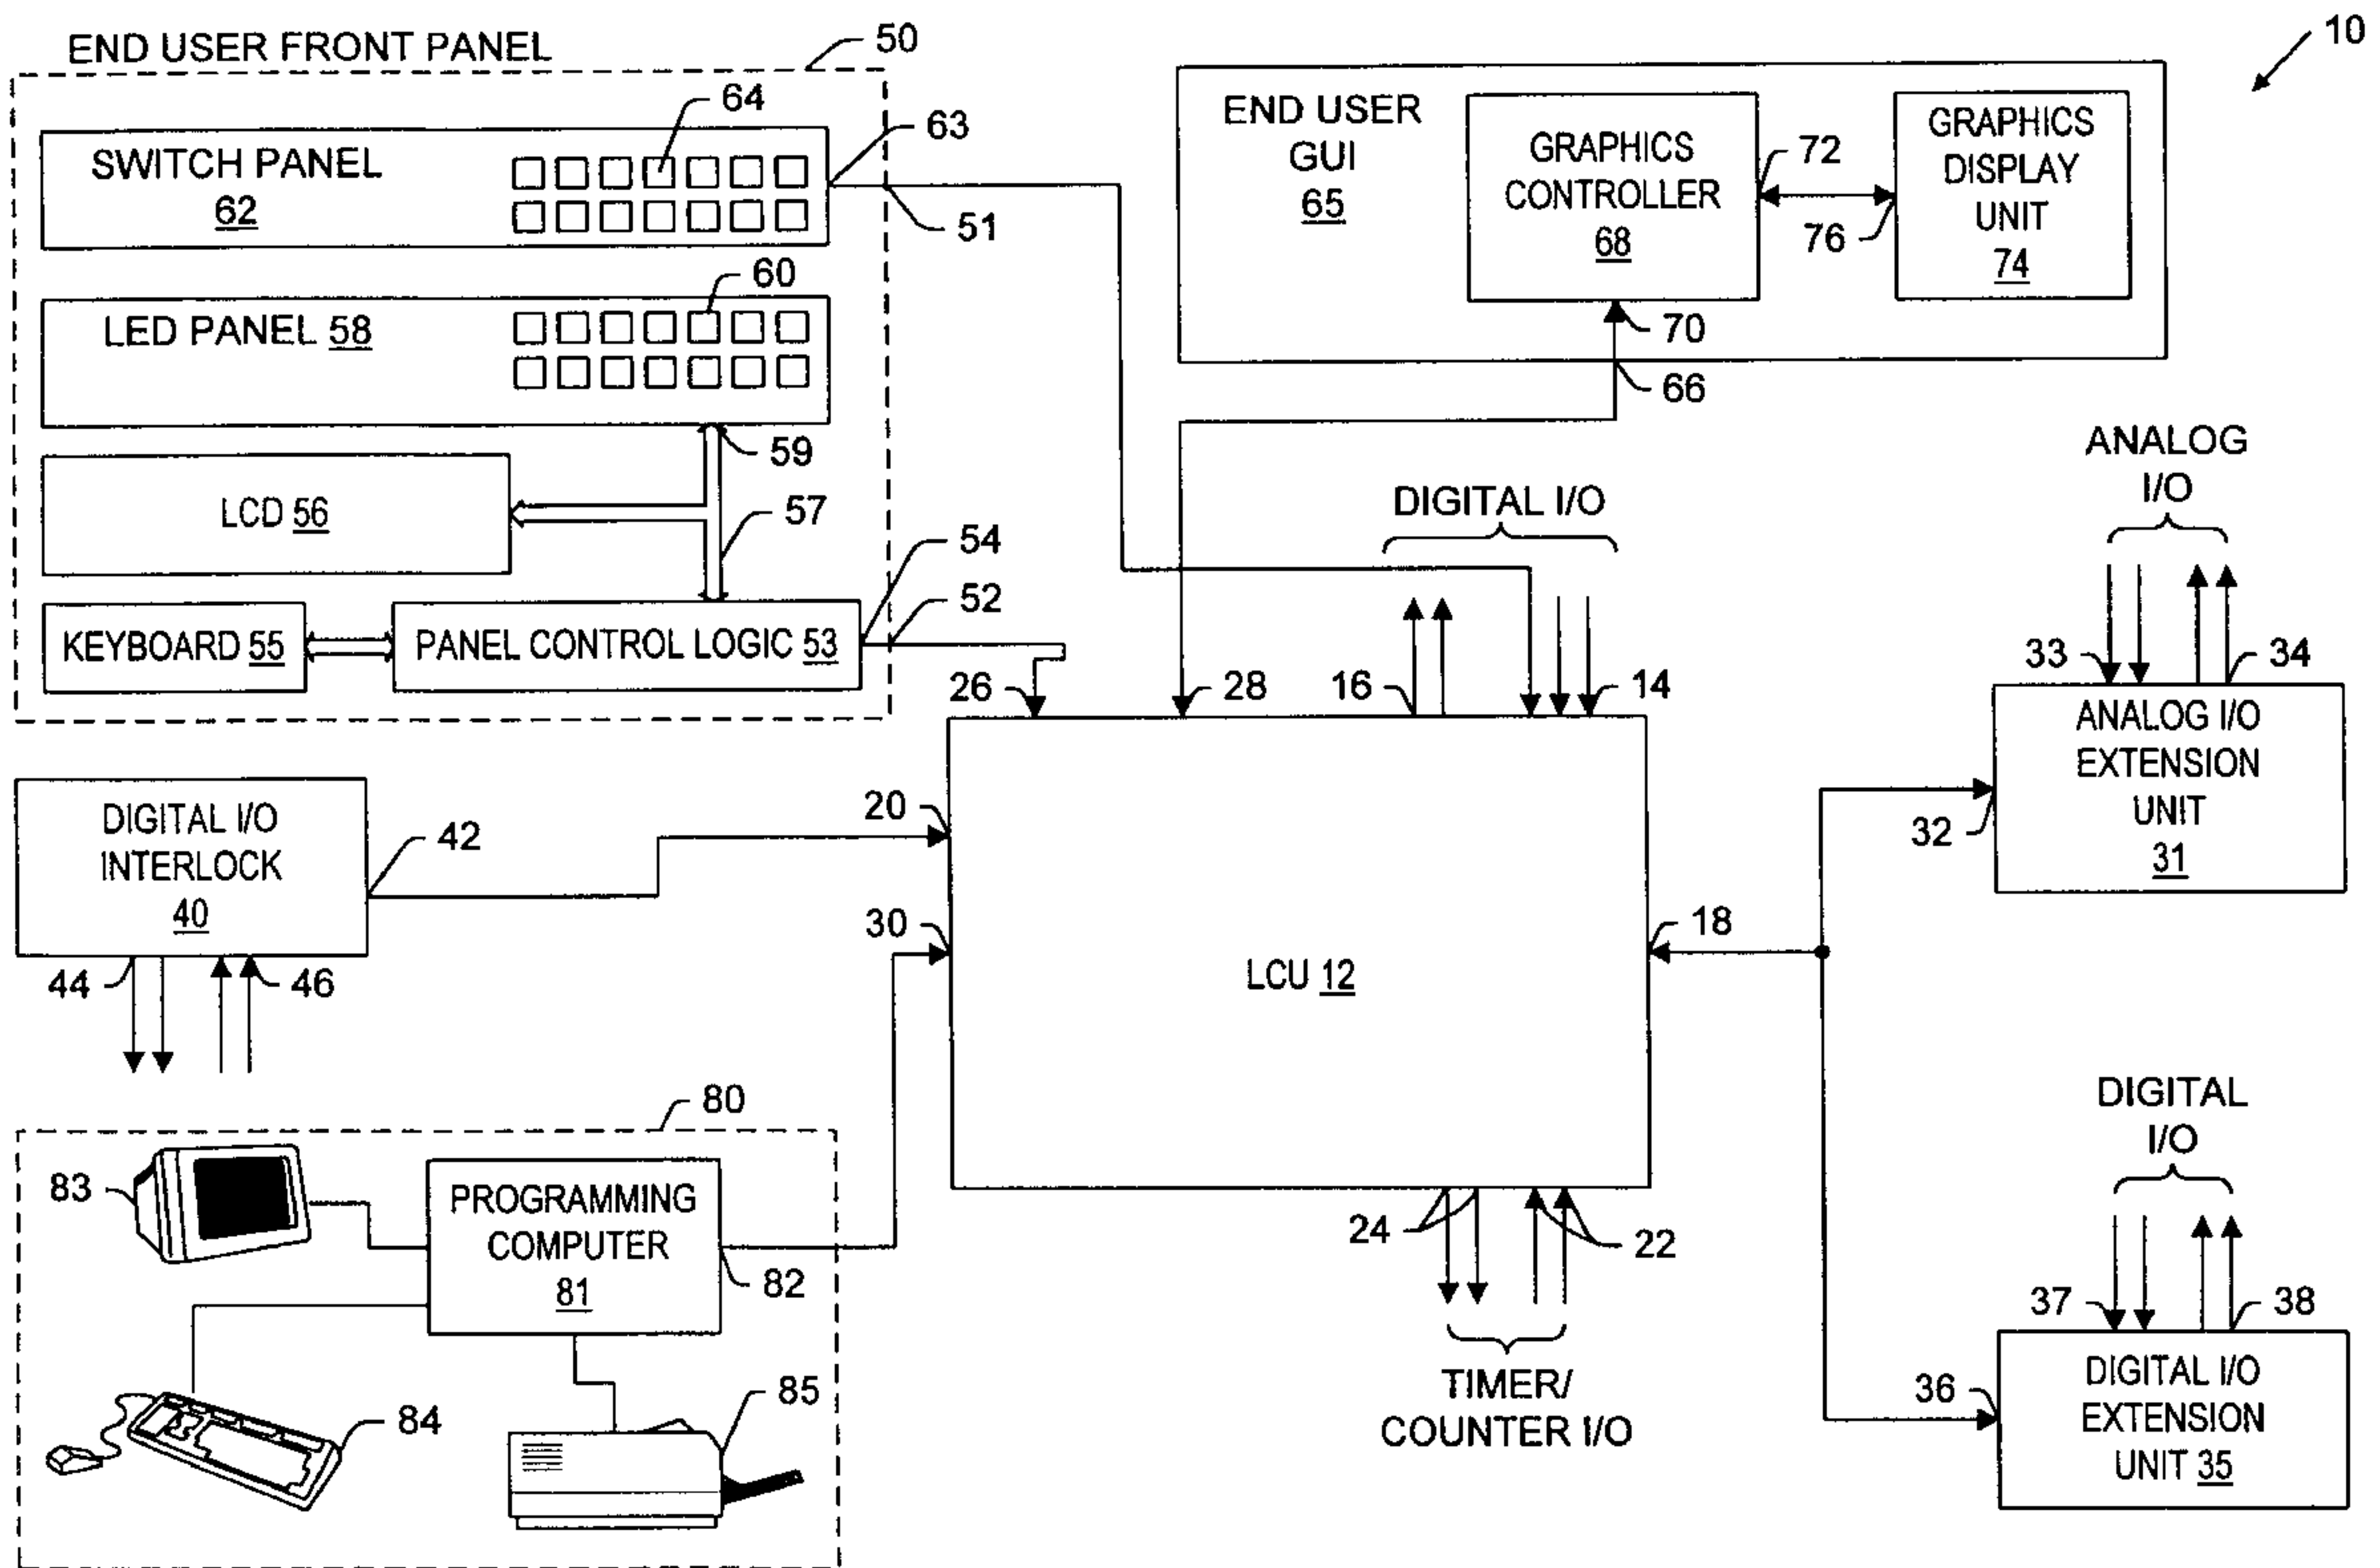 10
END USER FRONT PANEL
50
SWITCH PANEL
62
64
63
51
LED PANEL 58
60
59
LCD 56
57
54
52
KEYBOARD 55
PANEL CONTROL LOGIC 53
END USER
GUI
65
GRAPHICS
CONTROLLER
68
72
76
GRAPHICS
DISPLAY
UNIT
74
70
66
DIGITAL I/O
ANALOG
I/O
26
28
16
14
33
34
ANALOG I/O
EXTENSION
UNIT
31
32
DIGITAL I/O
INTERLOCK
40
42
44
46
20
30
LCU 12
18
80
83
PROGRAMMING
COMPUTER
81
82
84
85
24
22
TIMER/
COUNTER I/O
DIGITAL
I/O
37
38
36
DIGITAL I/O
EXTENSION
UNIT 35